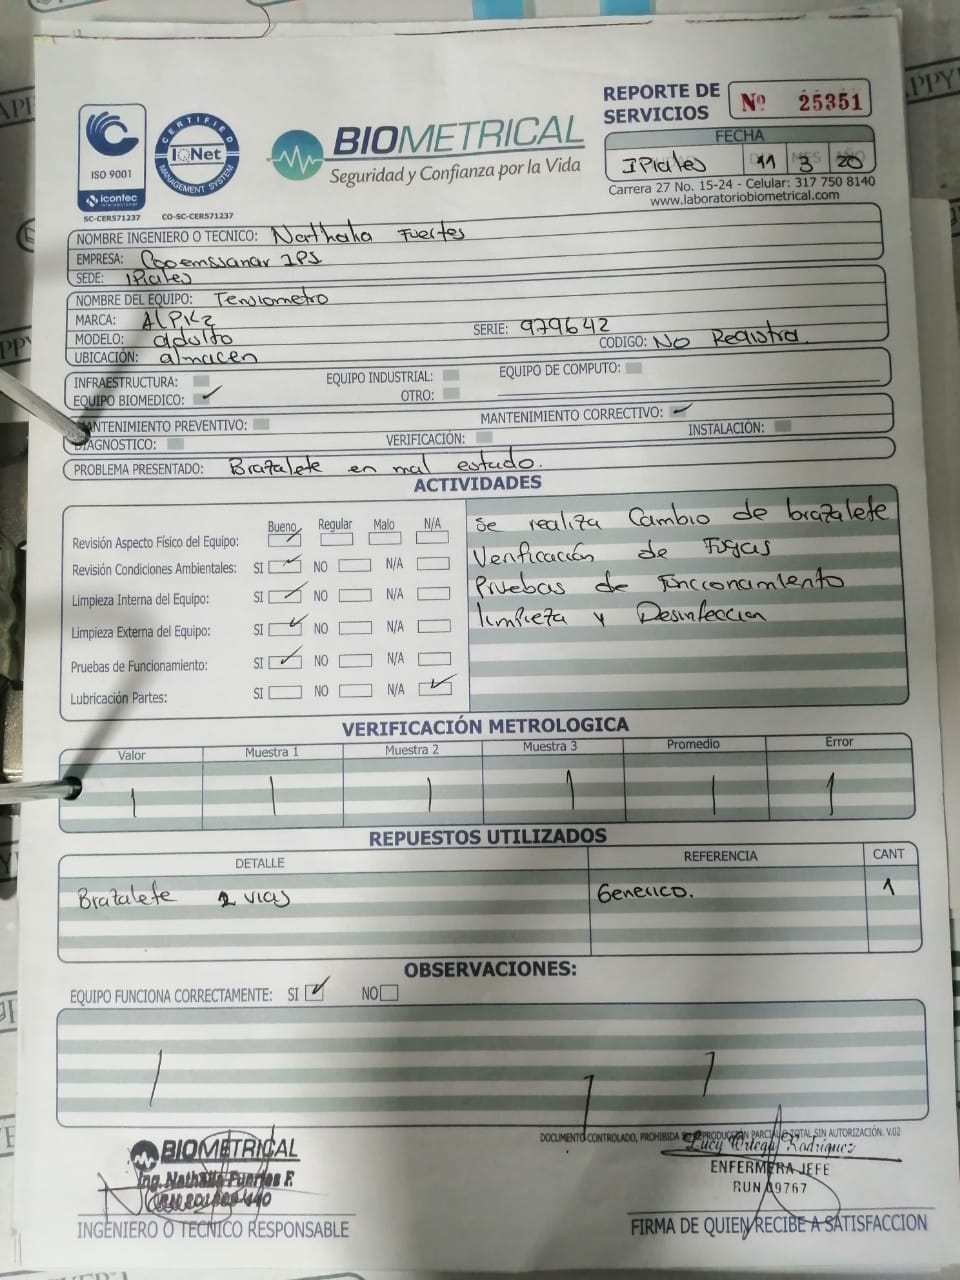 REPORTE DE SERVICIOS Nº 25351
ISO 9001
icontec
SC-CER571237
CERTIFIED
IQNet
MANAGEMENT SYSTEM
CO-SC-CER571237
BIOMETRICAL
Seguridad y Confianza por la Vida
FECHA
IPiales 11 3 20
Carrera 27 No. 15-24 - Celular: 317 750 8140
www.laboratoriobiometrical.com
NOMBRE INGENIERO O TECNICO: Nathalia Fuertes
EMPRESA: Copemssanar IPS
SEDE: IPiales
NOMBRE DEL EQUIPO: Tensiometro
MARCA: ALPK2 SERIE: 979642
MODELO: adulto CODIGO: No Registra.
UBICACIÓN: almacen
INFRAESTRUCTURA: EQUIPO INDUSTRIAL: EQUIPO DE COMPUTO:
EQUIPO BIOMEDICO: ✓ OTRO:
MANTENIMIENTO PREVENTIVO: MANTENIMIENTO CORRECTIVO: ✓
DIAGNOSTICO: VERIFICACIÓN: INSTALACIÓN:
PROBLEMA PRESENTADO: Brazalete en mal estado.
ACTIVIDADES
Bueno Regular Malo N/A
Revisión Aspecto Físico del Equipo: ✓
Revisión Condiciones Ambientales: SI ✓ NO N/A
Limpieza Interna del Equipo: SI ✓ NO N/A
Limpieza Externa del Equipo: SI ✓ NO N/A
Pruebas de Funcionamiento: SI ✓ NO N/A
Lubricación Partes: SI NO N/A ✓
Se realiza Cambio de brazalete
Verificación de Fugas
Pruebas de Funcionamiento
limpieza y Desinfeccion
VERIFICACIÓN METROLOGICA
Valor Muestra 1 Muestra 2 Muestra 3 Promedio Error
/ / / / / /
REPUESTOS UTILIZADOS
DETALLE REFERENCIA CANT
Brazalete 2 vias Generico. 1
OBSERVACIONES:
EQUIPO FUNCIONA CORRECTAMENTE: SI ✓ NO
/ / /
DOCUMENTO CONTROLADO, PROHIBIDA SU REPRODUCCIÓN PARCIAL O TOTAL SIN AUTORIZACIÓN. V.02
BIOMETRICAL
Ing. Nathalia Fuertes F.
INGENIERO O TECNICO RESPONSABLE
Lucy Ortega Rodriguez
ENFERMERA JEFE
RUN 09767
FIRMA DE QUIEN RECIBE A SATISFACCION